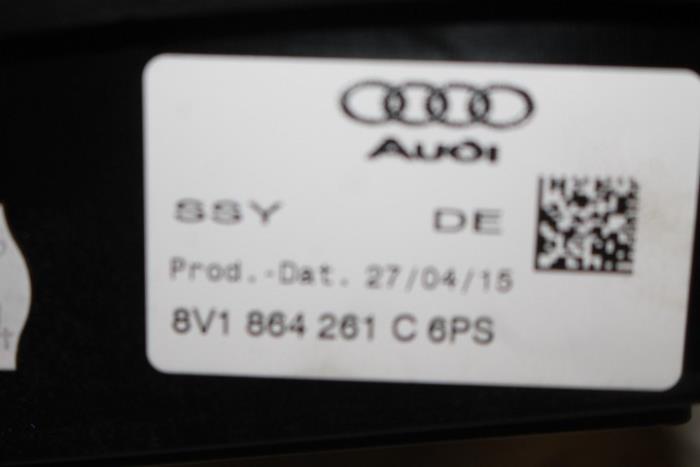 Audi
SSY DE
Prod.-Dat. 27/04/15
8V1 864 261 C 6PS